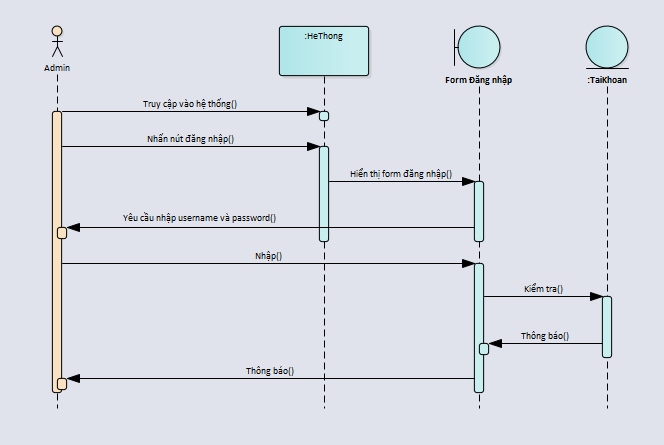 :HeThong
Admin
Form Đăng nhập
:TaiKhoan
Truy cập vào hệ thống()
Nhấn nút đăng nhập()
Hiển thị form đăng nhập()
Yêu cầu nhập username và password()
Nhập()
Kiểm tra()
Thông báo()
Thông báo()